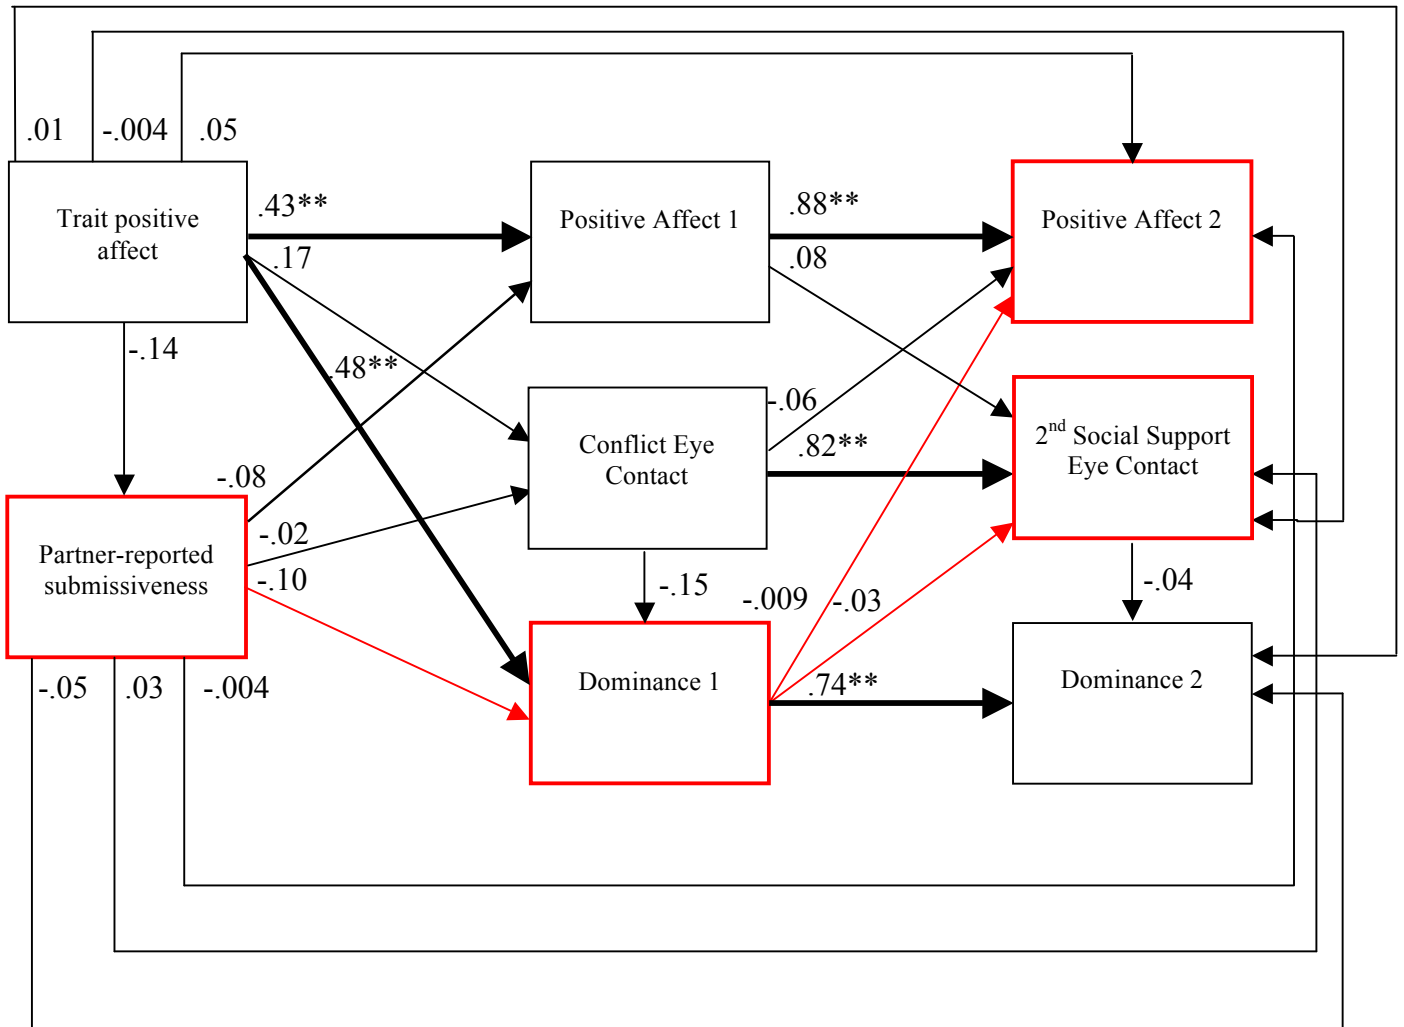 .01
-.004
.05
Trait positive
affect
.43**
.17
Positive Affect 1
.88**
.08
Positive Affect 2
-.14
.48**
-.08
-.02
-.10
Conflict Eye
Contact
-.06
.82**
2nd Social Support
Eye Contact
Partner-reported
submissiveness
-.15
-.009
-.03
-.04
-.05
.03
-.004
Dominance 1
.74**
Dominance 2